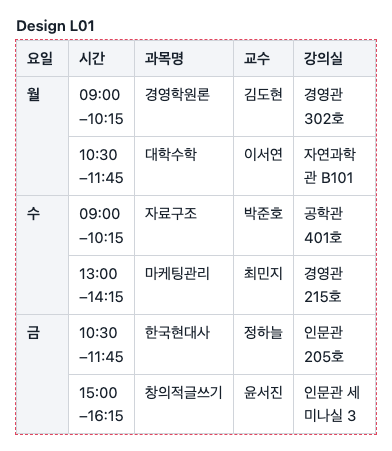 Design L01
요일 시간 과목명 교수 강의실
월 09:00 경영학원론 김도현 경영관
–10:15 302호
10:30 대학수학 이서연 자연과학
–11:45 관 B101
수 09:00 자료구조 박준호 공학관
–10:15 401호
13:00 마케팅관리 최민지 경영관
–14:15 215호
금 10:30 한국현대사 정하늘 인문관
–11:45 205호
15:00 창의적글쓰기 윤서진 인문관 세
–16:15 미나실 3